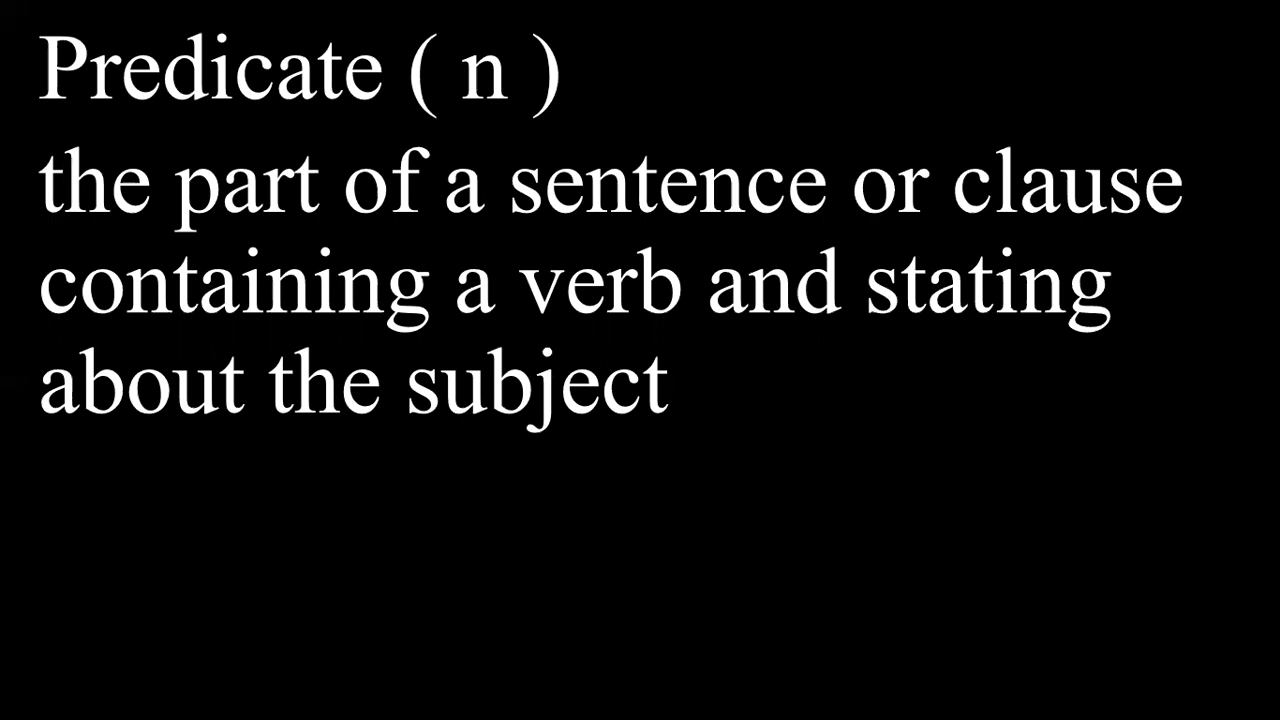 Predicate ( n )
the part of a sentence or clause
containing a verb and stating
about the subject